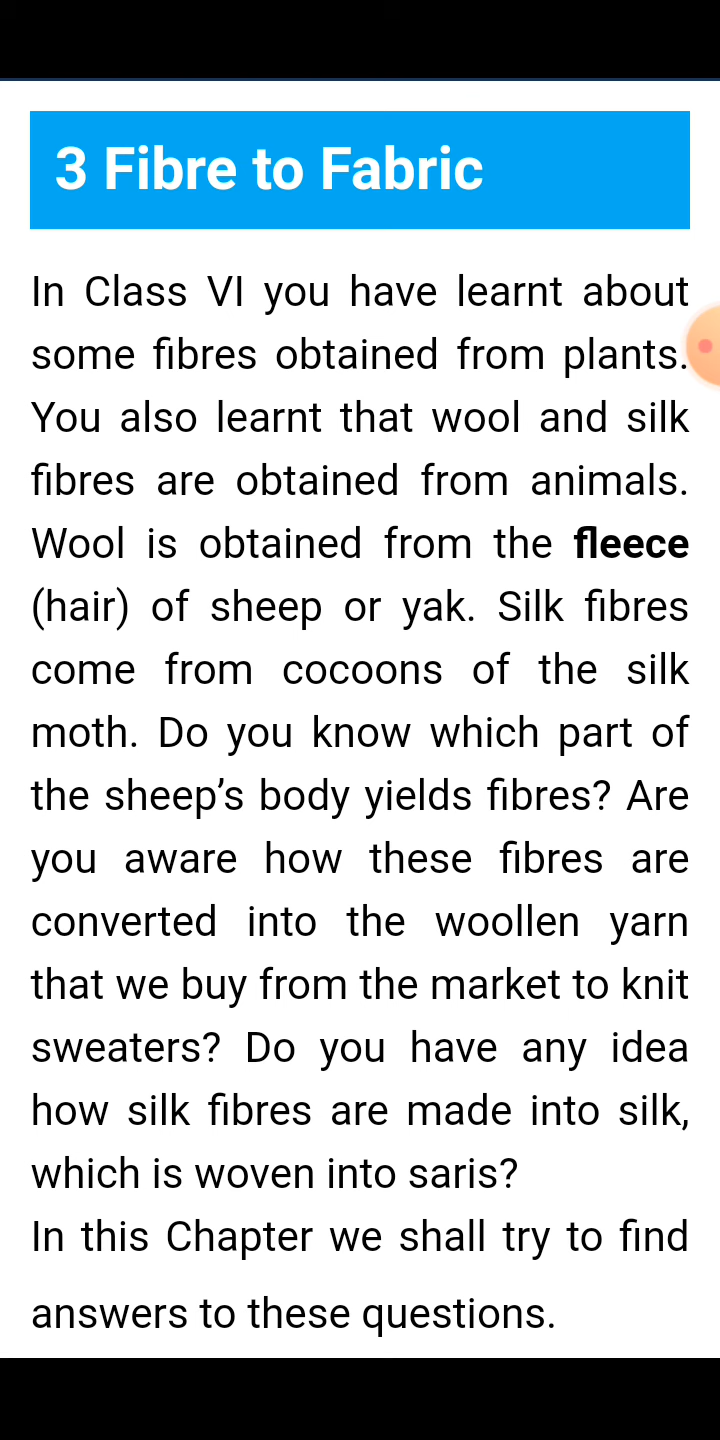 3 Fibre to Fabric
In Class VI you have learnt about
some fibres obtained from plants.
You also learnt that wool and silk
fibres are obtained from animals.
Wool is obtained from the fleece
(hair) of sheep or yak. Silk fibres
come from cocoons of the silk
moth. Do you know which part of
the sheep’s body yields fibres? Are
you aware how these fibres are
converted into the woollen yarn
that we buy from the market to knit
sweaters? Do you have any idea
how silk fibres are made into silk,
which is woven into saris?
In this Chapter we shall try to find
answers to these questions.